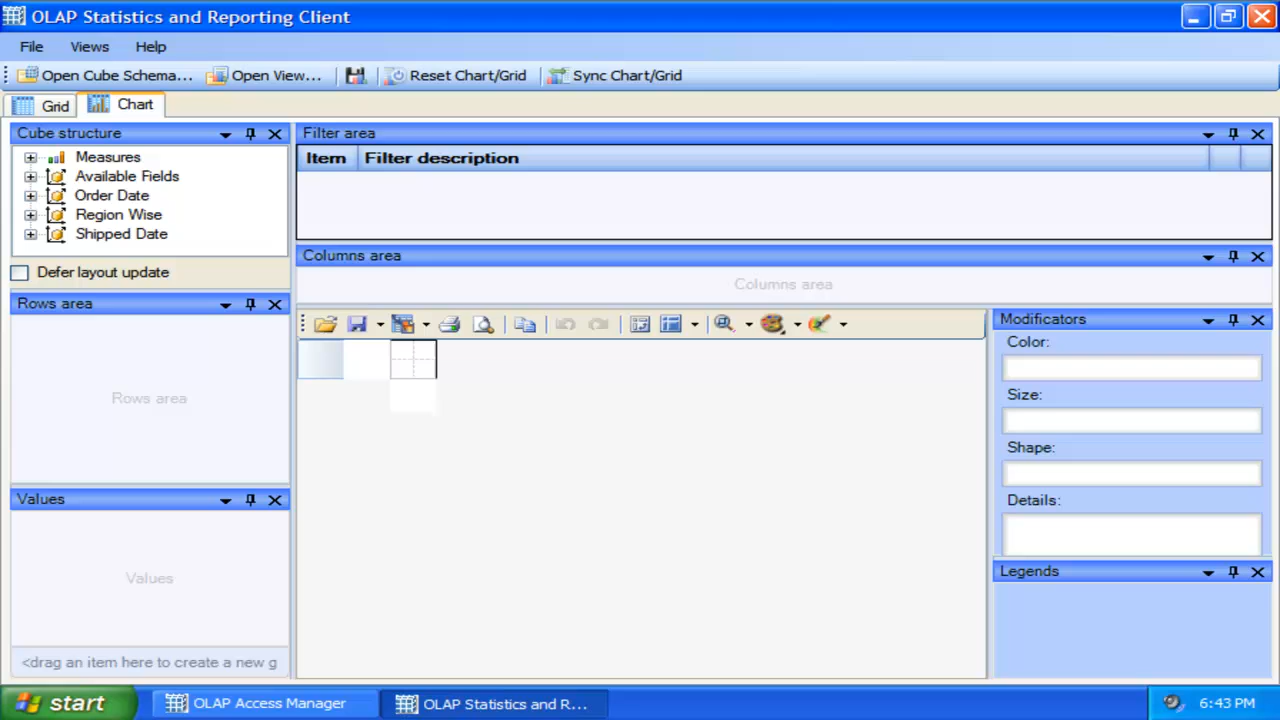 OLAP Statistics and Reporting Client
File Views Help
Open Cube Schema... Open View... Reset Chart/Grid Sync Chart/Grid
Grid Chart
Cube structure
Measures
Available Fields
Order Date
Region Wise
Shipped Date
Defer layout update
Rows area
Rows area
Values
Values
<drag an item here to create a new g
Filter area
Item Filter description
Columns area
Columns area
Modificators
Color:
Size:
Shape:
Details:
Legends
start OLAP Access Manager OLAP Statistics and R... 6:43 PM